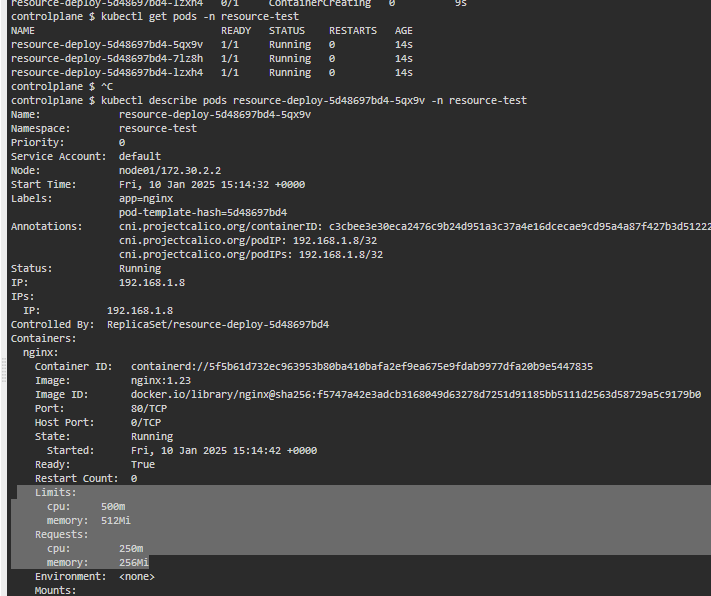 resource-deploy-5d48697bd4-lzxh4 0/1 ContainerCreating 0 9s
controlplane $ kubectl get pods -n resource-test
NAME READY STATUS RESTARTS AGE
resource-deploy-5d48697bd4-5qx9v 1/1 Running 0 14s
resource-deploy-5d48697bd4-7lz8h 1/1 Running 0 14s
resource-deploy-5d48697bd4-lzxh4 1/1 Running 0 14s
controlplane $ ^C
controlplane $ kubectl describe pods resource-deploy-5d48697bd4-5qx9v -n resource-test
Name: resource-deploy-5d48697bd4-5qx9v
Namespace: resource-test
Priority: 0
Service Account: default
Node: node01/172.30.2.2
Start Time: Fri, 10 Jan 2025 15:14:32 +0000
Labels: app=nginx
pod-template-hash=5d48697bd4
Annotations: cni.projectcalico.org/containerID: c3cbee3e30eca2476c9b24d951a3c37a4e16dcecae9cd95a4a87f427b3d51222
cni.projectcalico.org/podIP: 192.168.1.8/32
cni.projectcalico.org/podIPs: 192.168.1.8/32
Status: Running
IP: 192.168.1.8
IPs:
IP: 192.168.1.8
Controlled By: ReplicaSet/resource-deploy-5d48697bd4
Containers:
nginx:
Container ID: containerd://5f5b61d732ec963953b80ba410bafa2ef9ea675e9fdab9977dfa20b9e5447835
Image: nginx:1.23
Image ID: docker.io/library/nginx@sha256:f5747a42e3adcb3168049d63278d7251d91185bb5111d2563d58729a5c9179b0
Port: 80/TCP
Host Port: 0/TCP
State: Running
Started: Fri, 10 Jan 2025 15:14:42 +0000
Ready: True
Restart Count: 0
Limits:
cpu: 500m
memory: 512Mi
Requests:
cpu: 250m
memory: 256Mi
Environment: <none>
Mounts: